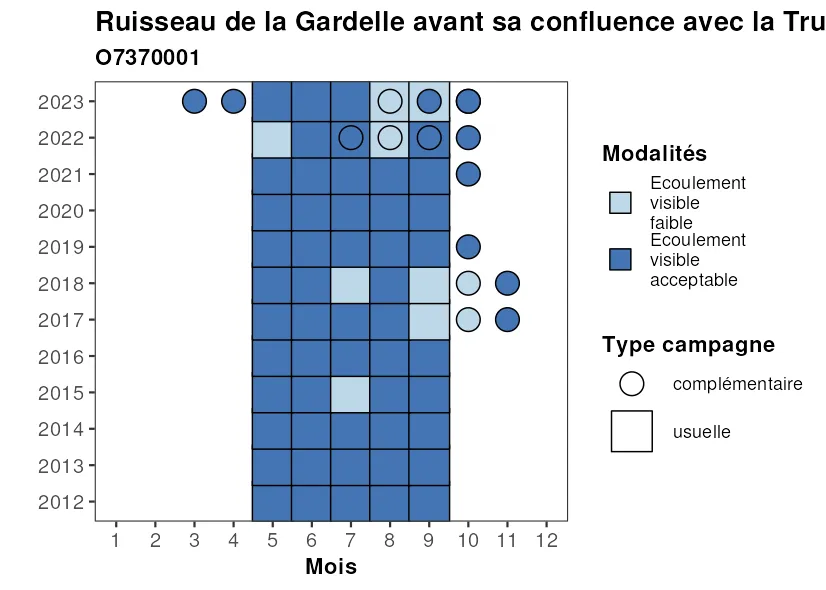 Ruisseau de la Gardelle avant sa confluence avec la Tru
O7370001
2023
2022
2021
2020
2019
2018
2017
2016
2015
2014
2013
2012
1 2 3 4 5 6 7 8 9 10 11 12
Mois
Modalités
Ecoulement
visible
faible
Ecoulement
visible
acceptable
Type campagne
complémentaire
usuelle